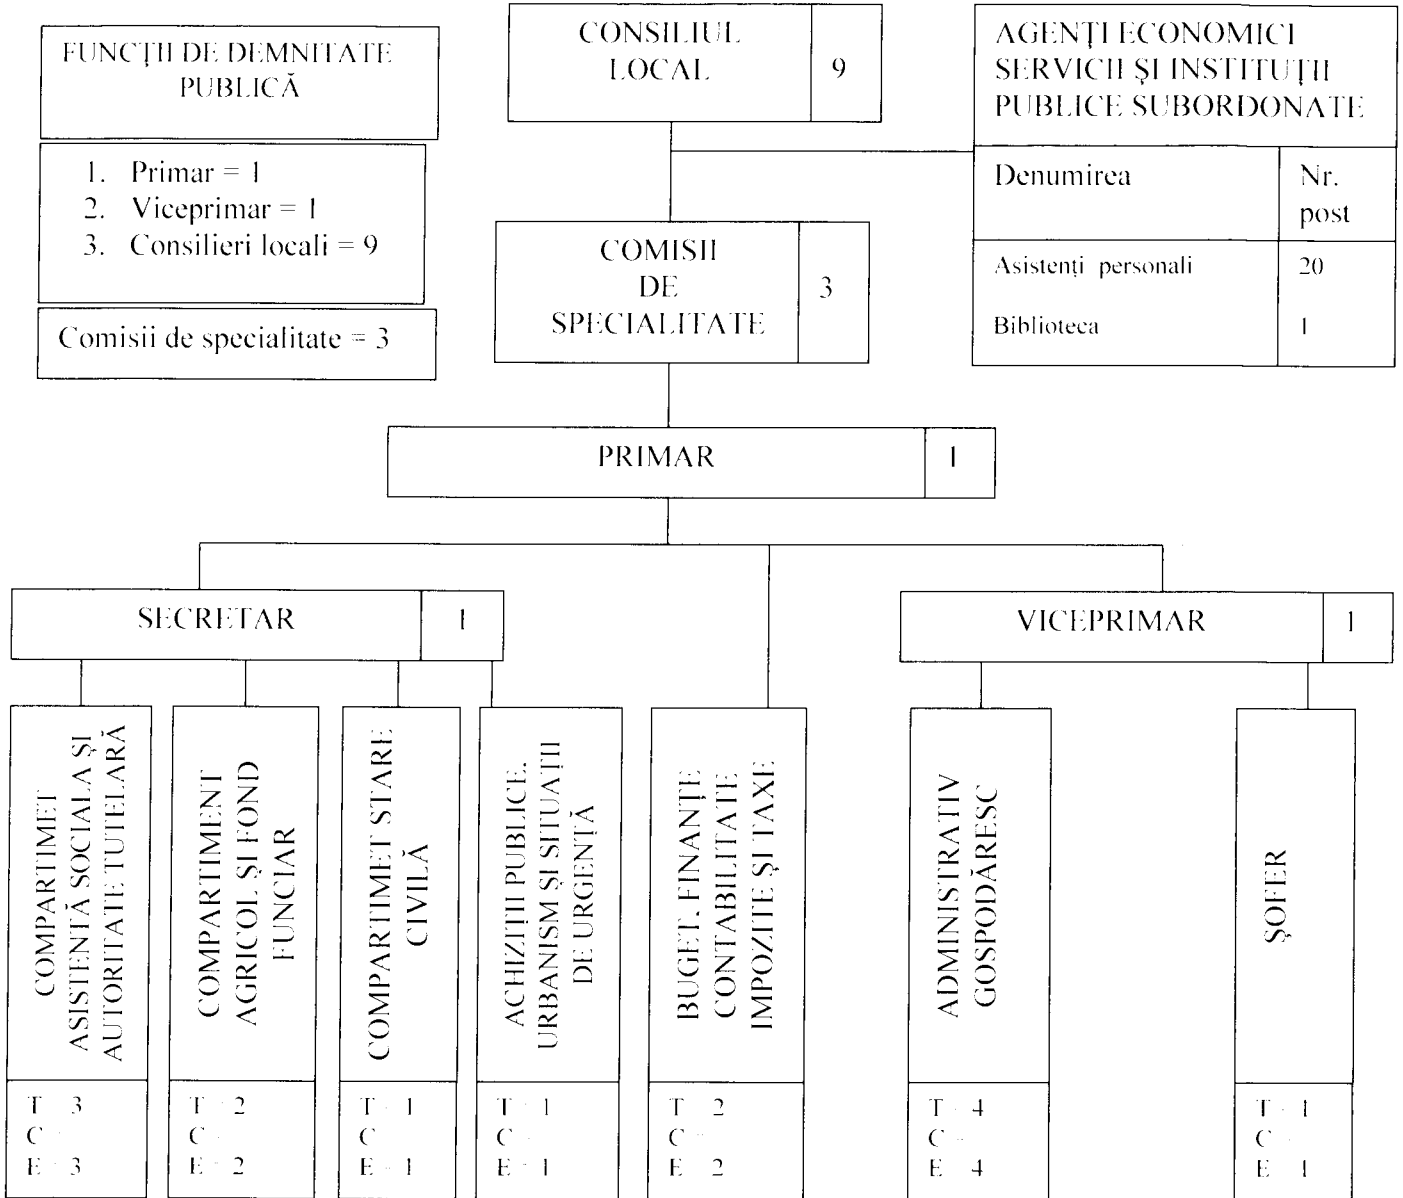 FUNCȚII DE DEMNITATE
PUBLICĂ
1. Primar = 1
2. Viceprimar = 1
3. Consilieri locali = 9
Comisii de specialitate = 3
CONSILIUL
LOCAL
9
AGENȚI ECONOMICI
SERVICII ȘI INSTITUȚII
PUBLICE SUBORDONATE
Denumirea
Nr.
post
Asistenți personali
20
Biblioteca
1
COMISII
DE
SPECIALITATE
3
PRIMAR
1
SECRETAR
1
VICEPRIMAR
1
COMPARTIMET
ASISTENȚĂ SOCIALA ȘI
AUTORITATE TUTELARĂ
T - 3
C -
E - 3
COMPARTIMENT
AGRICOL ȘI FOND
FUNCIAR
T - 2
C -
E - 2
COMPARTIMET STARE
CIVILĂ
T - 1
C
E - 1
ACHIZIȚII PUBLICE.
URBANISM ȘI SITUAȚII
DE URGENȚĂ
T - 1
C -
E - 1
BUGET. FINANȚE
CONTABILITATE
IMPOZITE ȘI TAXE
T 2
C -
E 2
ADMINISTRATIV
GOSPODĂRESC
T - 4
C -
E 4
ȘOFER
T - 1
C -
E 1